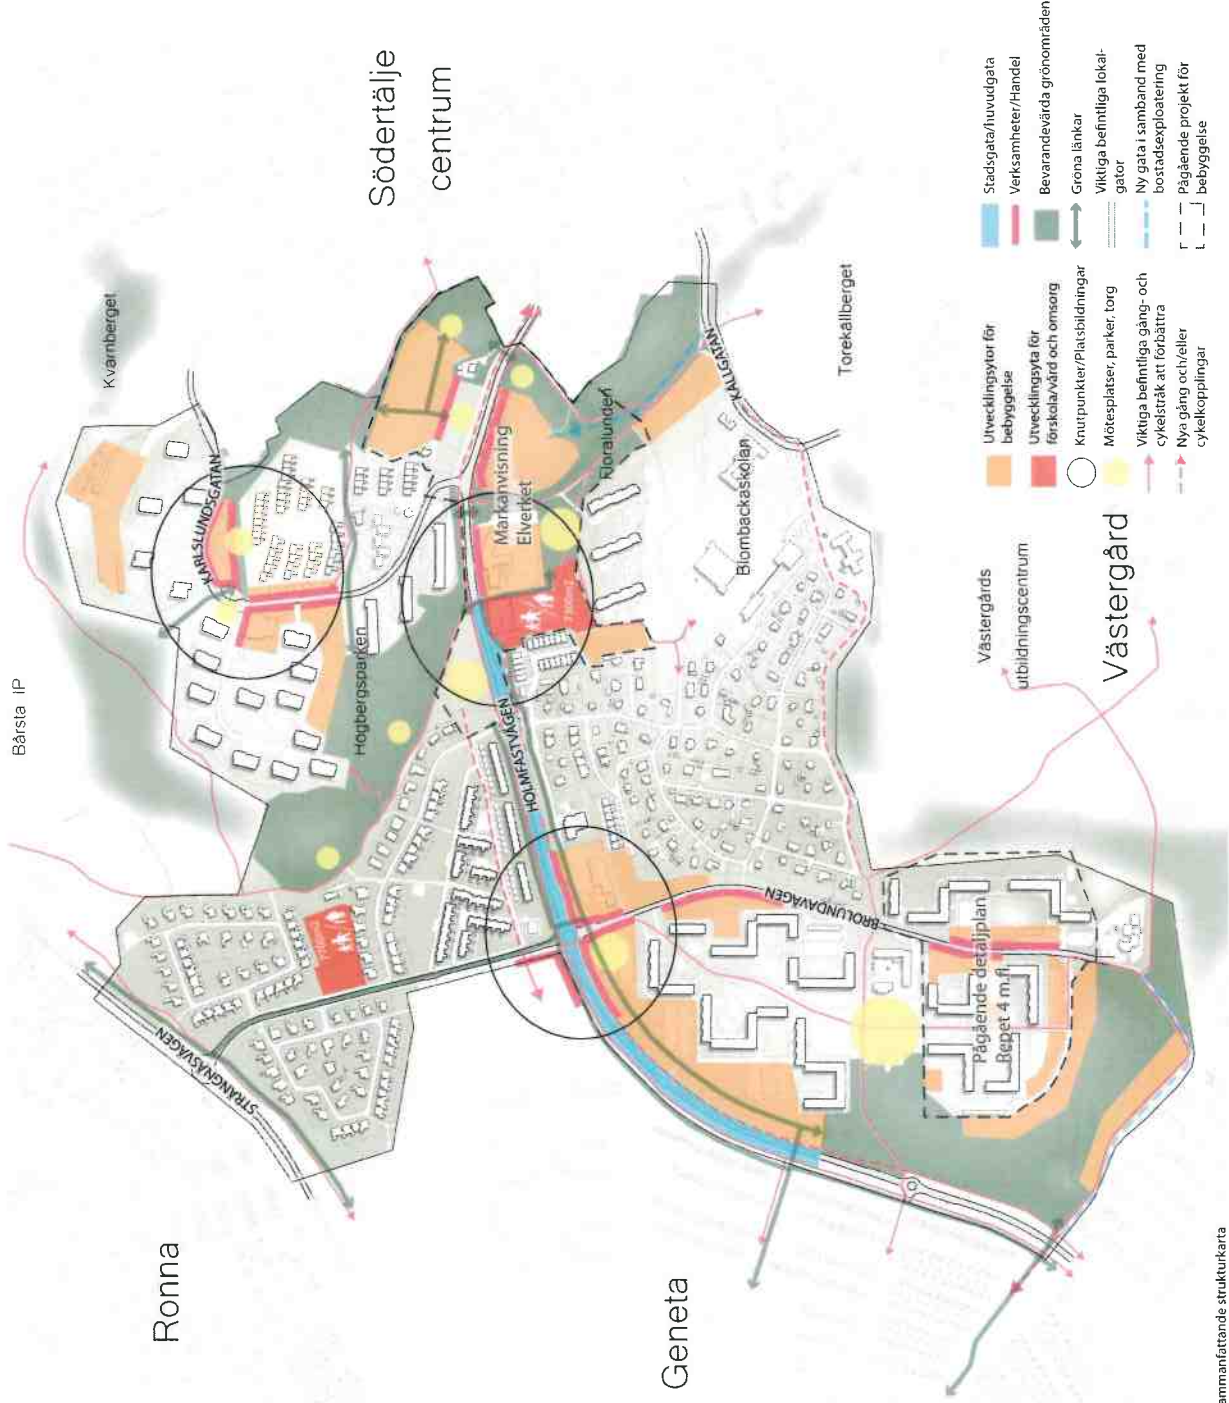 Bårsta IP
Kvarnberget
Södertälje
centrum
KARLSLUNDSGATAN
Högbergsparken
STRÄNGNÄSVÄGEN
Ronna
HOLMFASTVÄGEN
Markanvisning
Elverket
Floralunden
KÄLLGATAN
Torekällberget
Blombackaskolan
BROLUNDAVÄGEN
Pågående detaljplan
Repet 4 m.fl.
Geneta
Västergårds
utbildningscentrum
Västergård
Utvecklingsytor för
bebyggelse
Utvecklingsyta för
förskola/vård och omsorg
Knutpunkter/Platsbildningar
Mötesplatser, parker, torg
Viktiga befintliga gång- och
cykelstråk att förbättra
Nya gång och/eller
cykelkopplingar
Stadsgata/huvudgata
Verksamheter/Handel
Bevarandevärda grönområden
Gröna länkar
Viktiga befintliga lokal-
gator
Ny gata i samband med
bostadsexploatering
Pågående projekt för
bebyggelse
ammanfattande strukturkarta